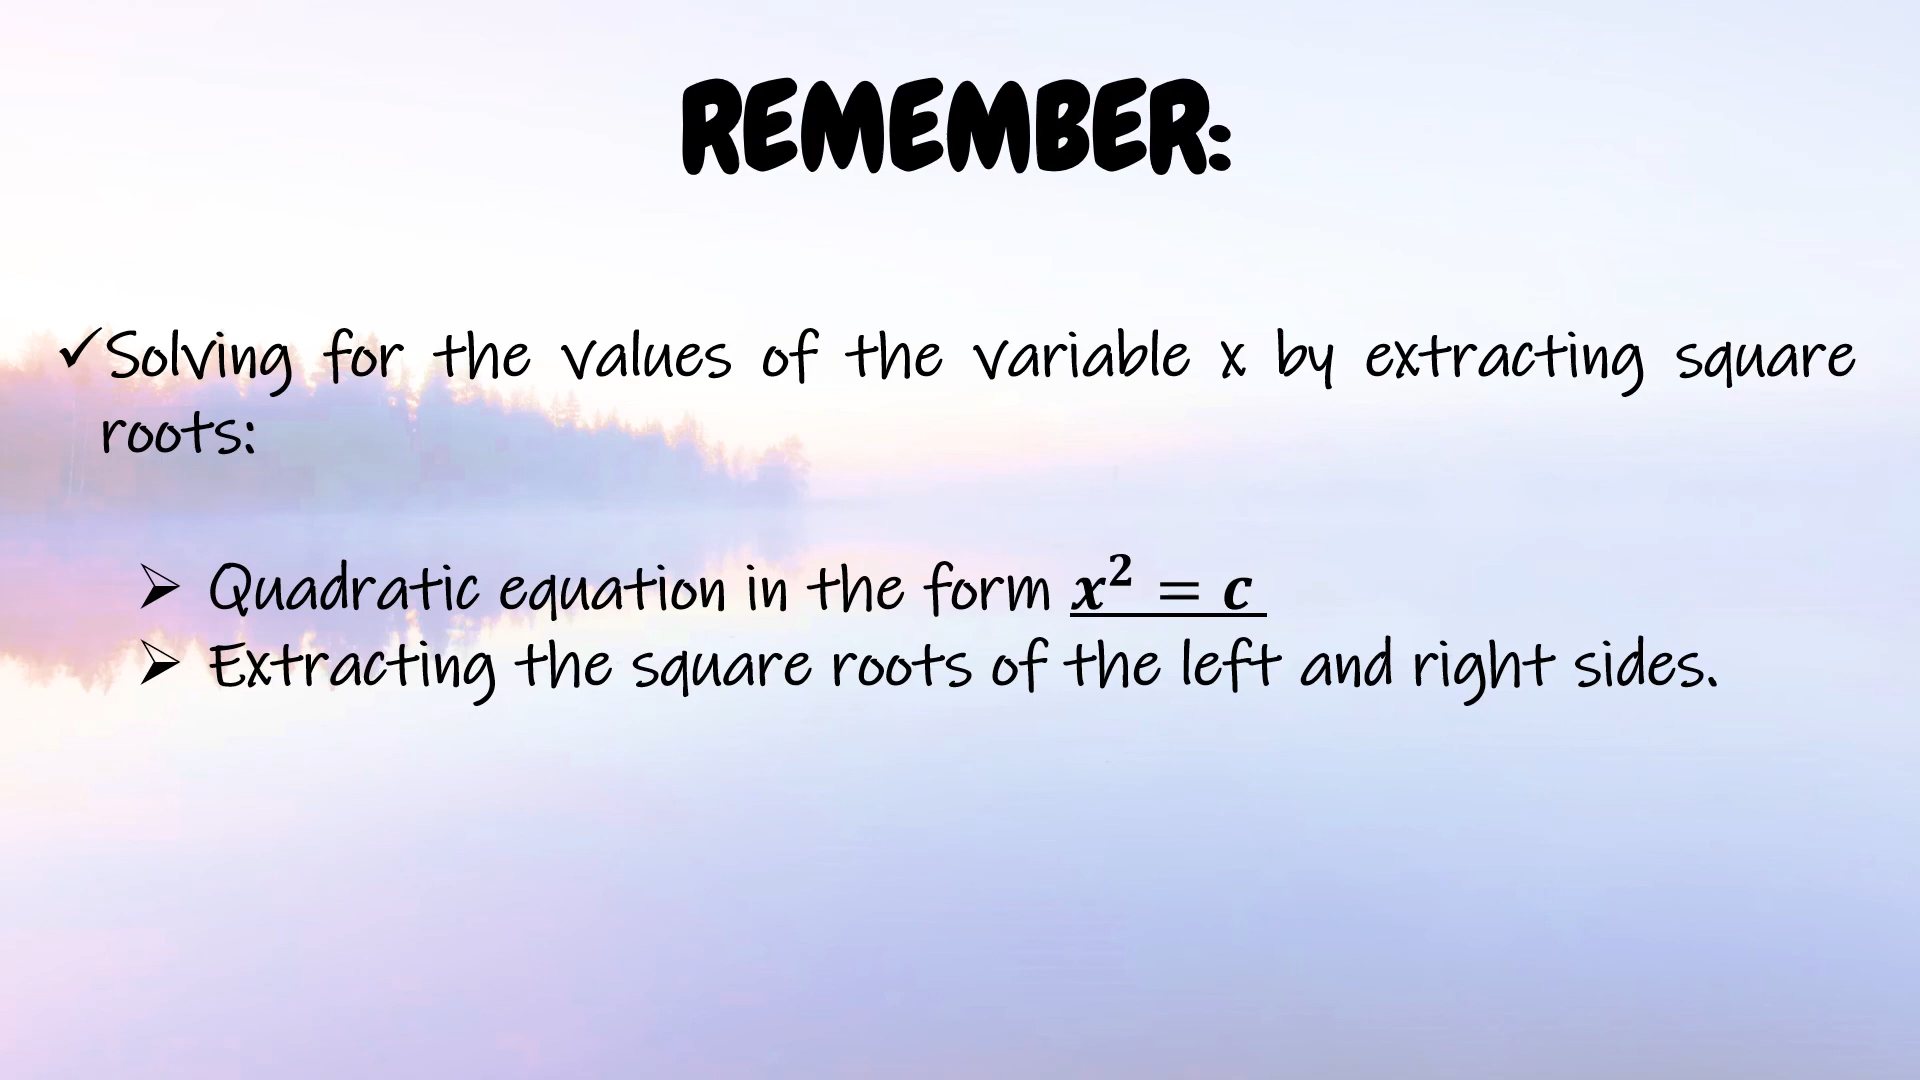 REMEMBER:
✓Solving for the values of the variable x by extracting square
roots:
➢ Quadratic equation in the form x² = c
➢ Extracting the square roots of the left and right sides.